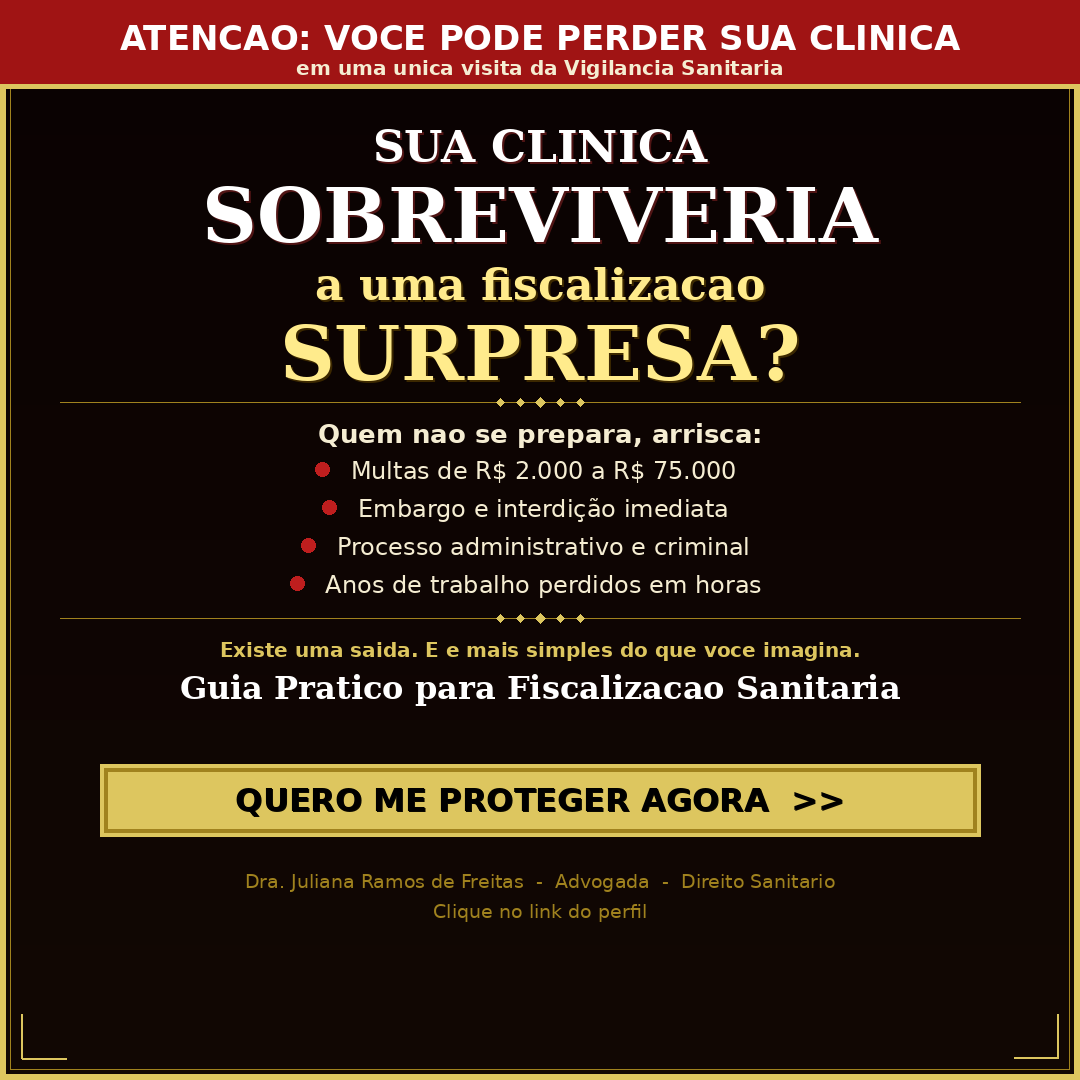 ATENCAO: VOCE PODE PERDER SUA CLINICA
em uma unica visita da Vigilancia Sanitaria
SUA CLINICA
SOBREVIVERIA
a uma fiscalizacao
SURPRESA?
Quem nao se prepara, arrisca:
Multas de R$ 2.000 a R$ 75.000
Embargo e interdição imediata
Processo administrativo e criminal
Anos de trabalho perdidos em horas
Existe uma saida. E e mais simples do que voce imagina.
Guia Pratico para Fiscalizacao Sanitaria
QUERO ME PROTEGER AGORA >>
Dra. Juliana Ramos de Freitas - Advogada - Direito Sanitario
Clique no link do perfil